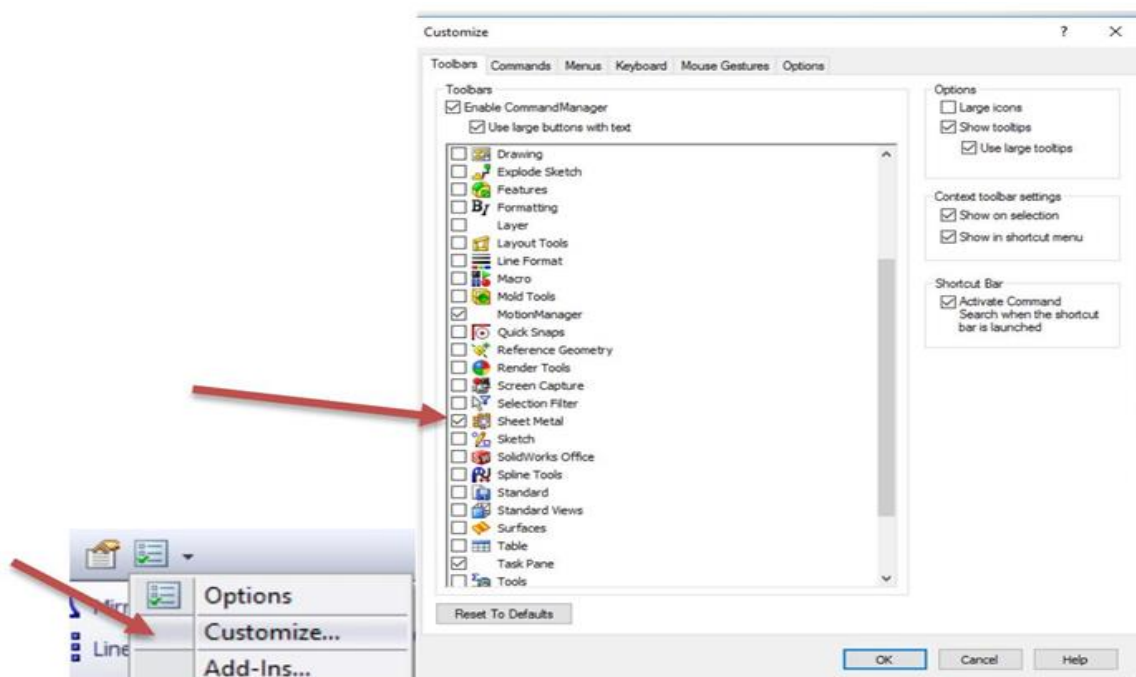 Customize
?
Toolbars Commands Menus Keyboard Mouse Gestures Options
Toolbars
Enable CommandManager
Use large buttons with text
Drawing
Explode Sketch
Features
Formatting
Layer
Layout Tools
Line Format
Macro
Mold Tools
MotionManager
Quick Snaps
Reference Geometry
Render Tools
Screen Capture
Selection Filter
Sheet Metal
Sketch
SolidWorks Office
Spline Tools
Standard
Standard Views
Surfaces
Table
Task Pane
Tools
Reset To Defaults
Options
Large icons
Show tooltips
Use large tooltips
Context toolbar settings
Show on selection
Show in shortcut menu
Shortcut Bar
Activate Command
Search when the shortcut
bar is launched
OK Cancel Help
Options
Customize...
Line
Add-Ins...